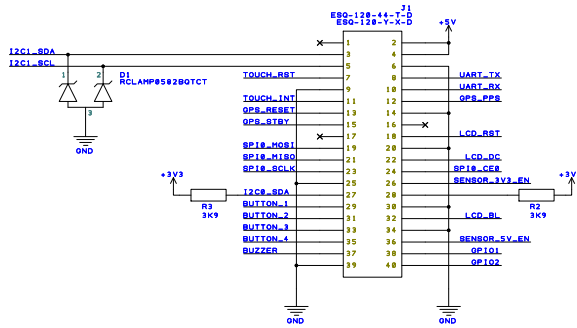 J1
ESQ-120-44-T-D
ESQ-120-Y-X-D
+5V
1 2
I2C1_SDA 3 4
I2C1_SCL 5 6
1 2 D1
RCLAMP0582BQTCT
3
GND
TOUCH_RST 7 8 UART_TX
9 10 UART_RX
TOUCH_INT 11 12 GPS_PPS
GPS_RESET 13 14
GPS_STBY 15 16
17 18 LCD_RST
SPI0_MOSI 19 20
SPI0_MISO 21 22 LCD_DC
SPI0_SCLK 23 24 SPI0_CE0
+3V3 25 26 SENSOR_3V3_EN +3V
R3 3K9 I2C0_SDA 27 28 R2 3K9
BUTTON_1 29 30
BUTTON_2 31 32 LCD_BL
BUTTON_3 33 34
BUTTON_4 35 36 SENSOR_5V_EN
BUZZER 37 38 GPIO1
39 40 GPIO2
GND GND